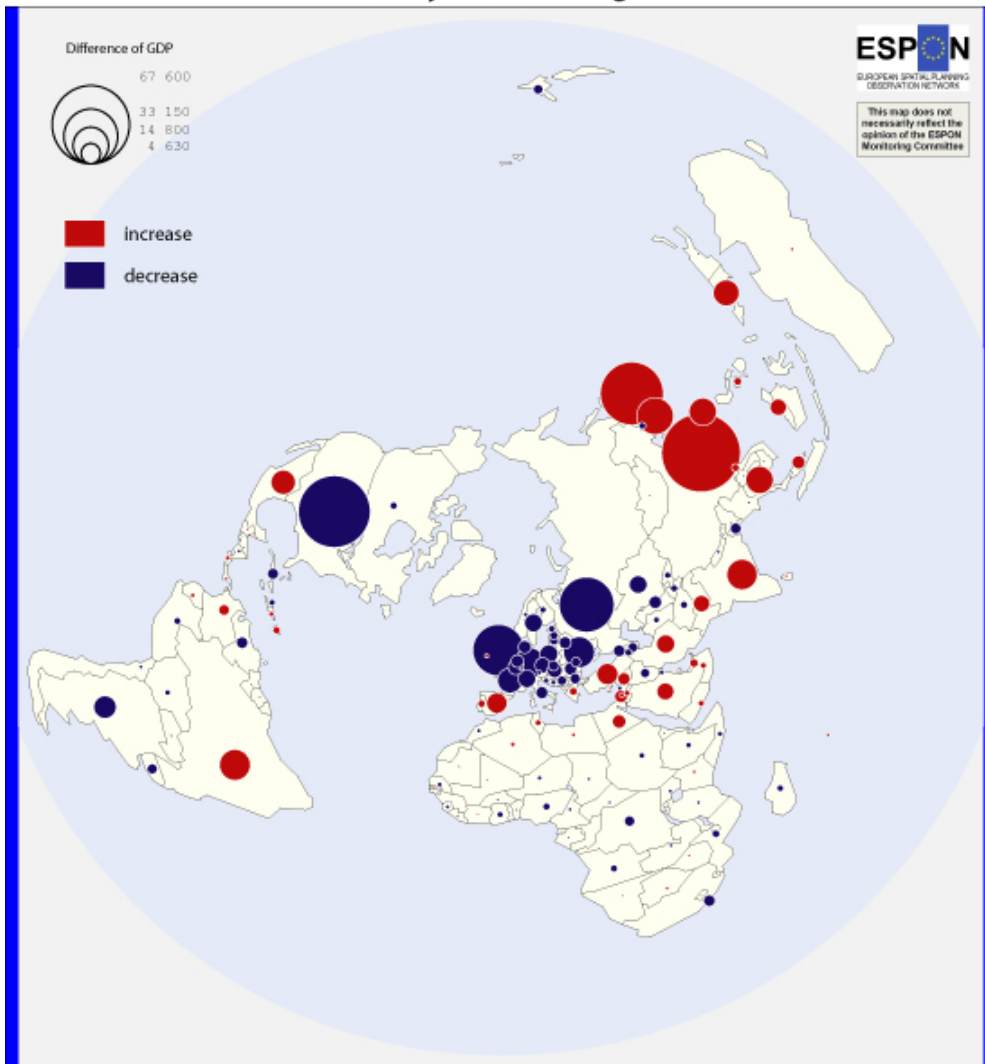 Difference of GDP
67 600
33 150
14 800
4 630
increase
decrease
ESPON
EUROPEAN SPATIAL PLANNING
OBSERVATION NETWORK
This map does not
necessarily reflect the
opinion of the ESPON
Monitoring Committee